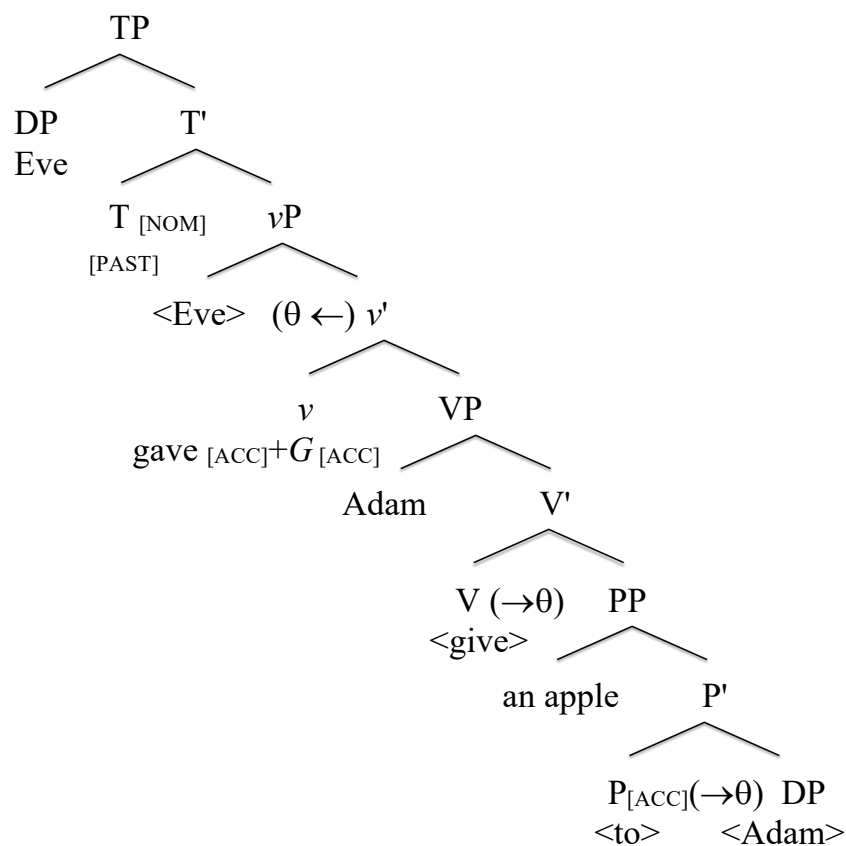 TP
DP T'
Eve
T [NOM] vP
[PAST]
<Eve> (θ ←) v'
v VP
gave [ACC]+G [ACC]
Adam V'
V (→θ) PP
<give>
an apple P'
P[ACC](→θ) DP
<to> <Adam>